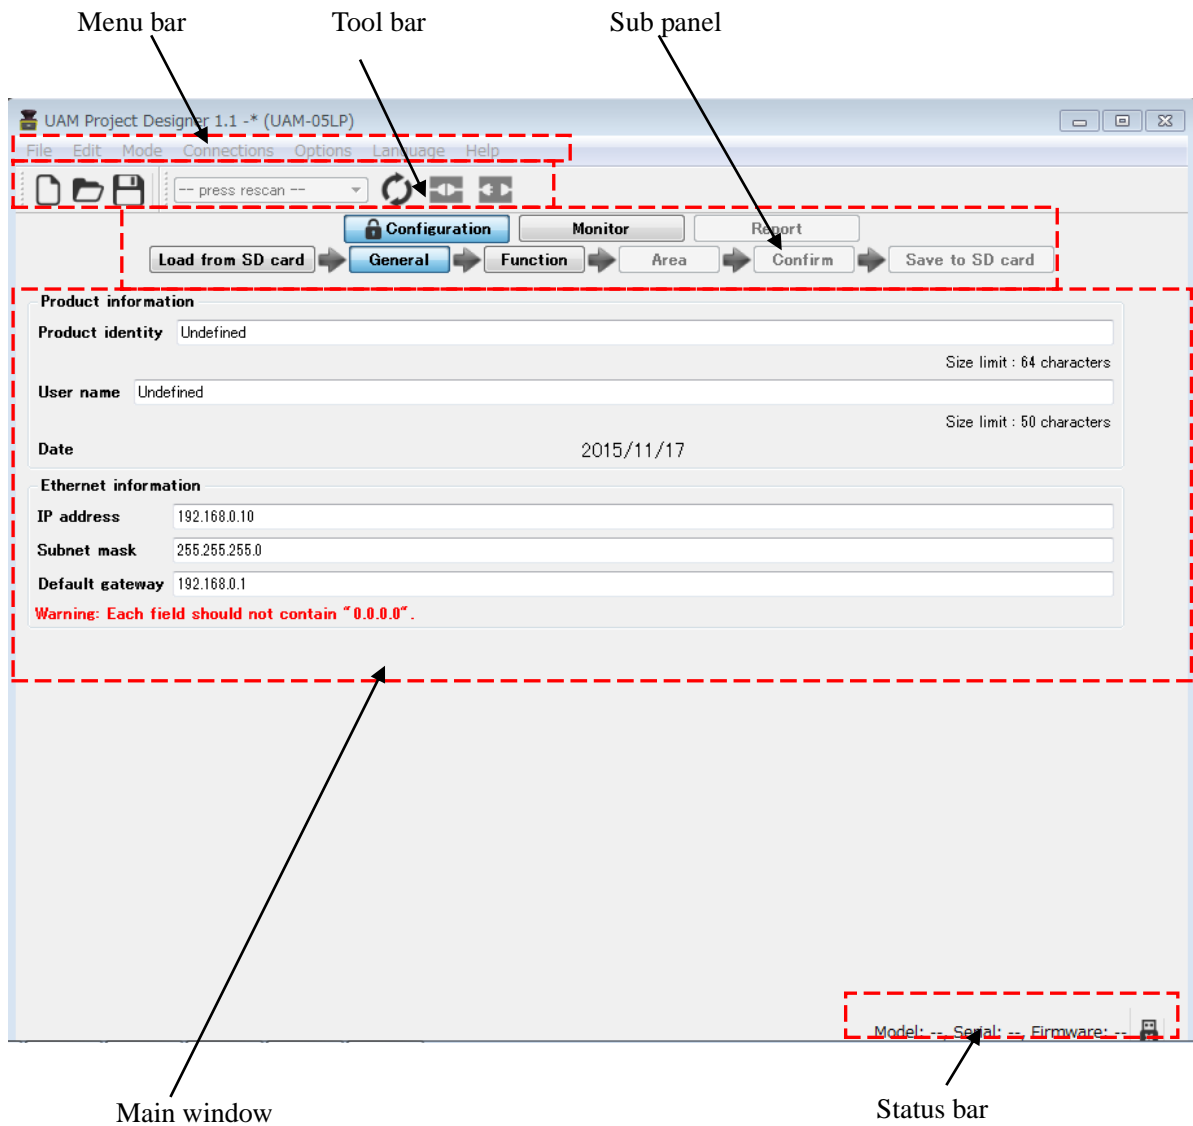 Menu bar Tool bar Sub panel
UAM Project Designer 1.1 -* (UAM-05LP)
File Edit Mode Connections Options Language Help
-- press rescan --
Configuration Monitor Report
Load from SD card General Function Area Confirm Save to SD card
Product information
Product identity Undefined
Size limit : 64 characters
User name Undefined
Size limit : 50 characters
Date 2015/11/17
Ethernet information
IP address 192.168.0.10
Subnet mask 255.255.255.0
Default gateway 192.168.0.1
Warning: Each field should not contain "0.0.0.0".
Model: --, Serial: --, Firmware: --
Main window Status bar